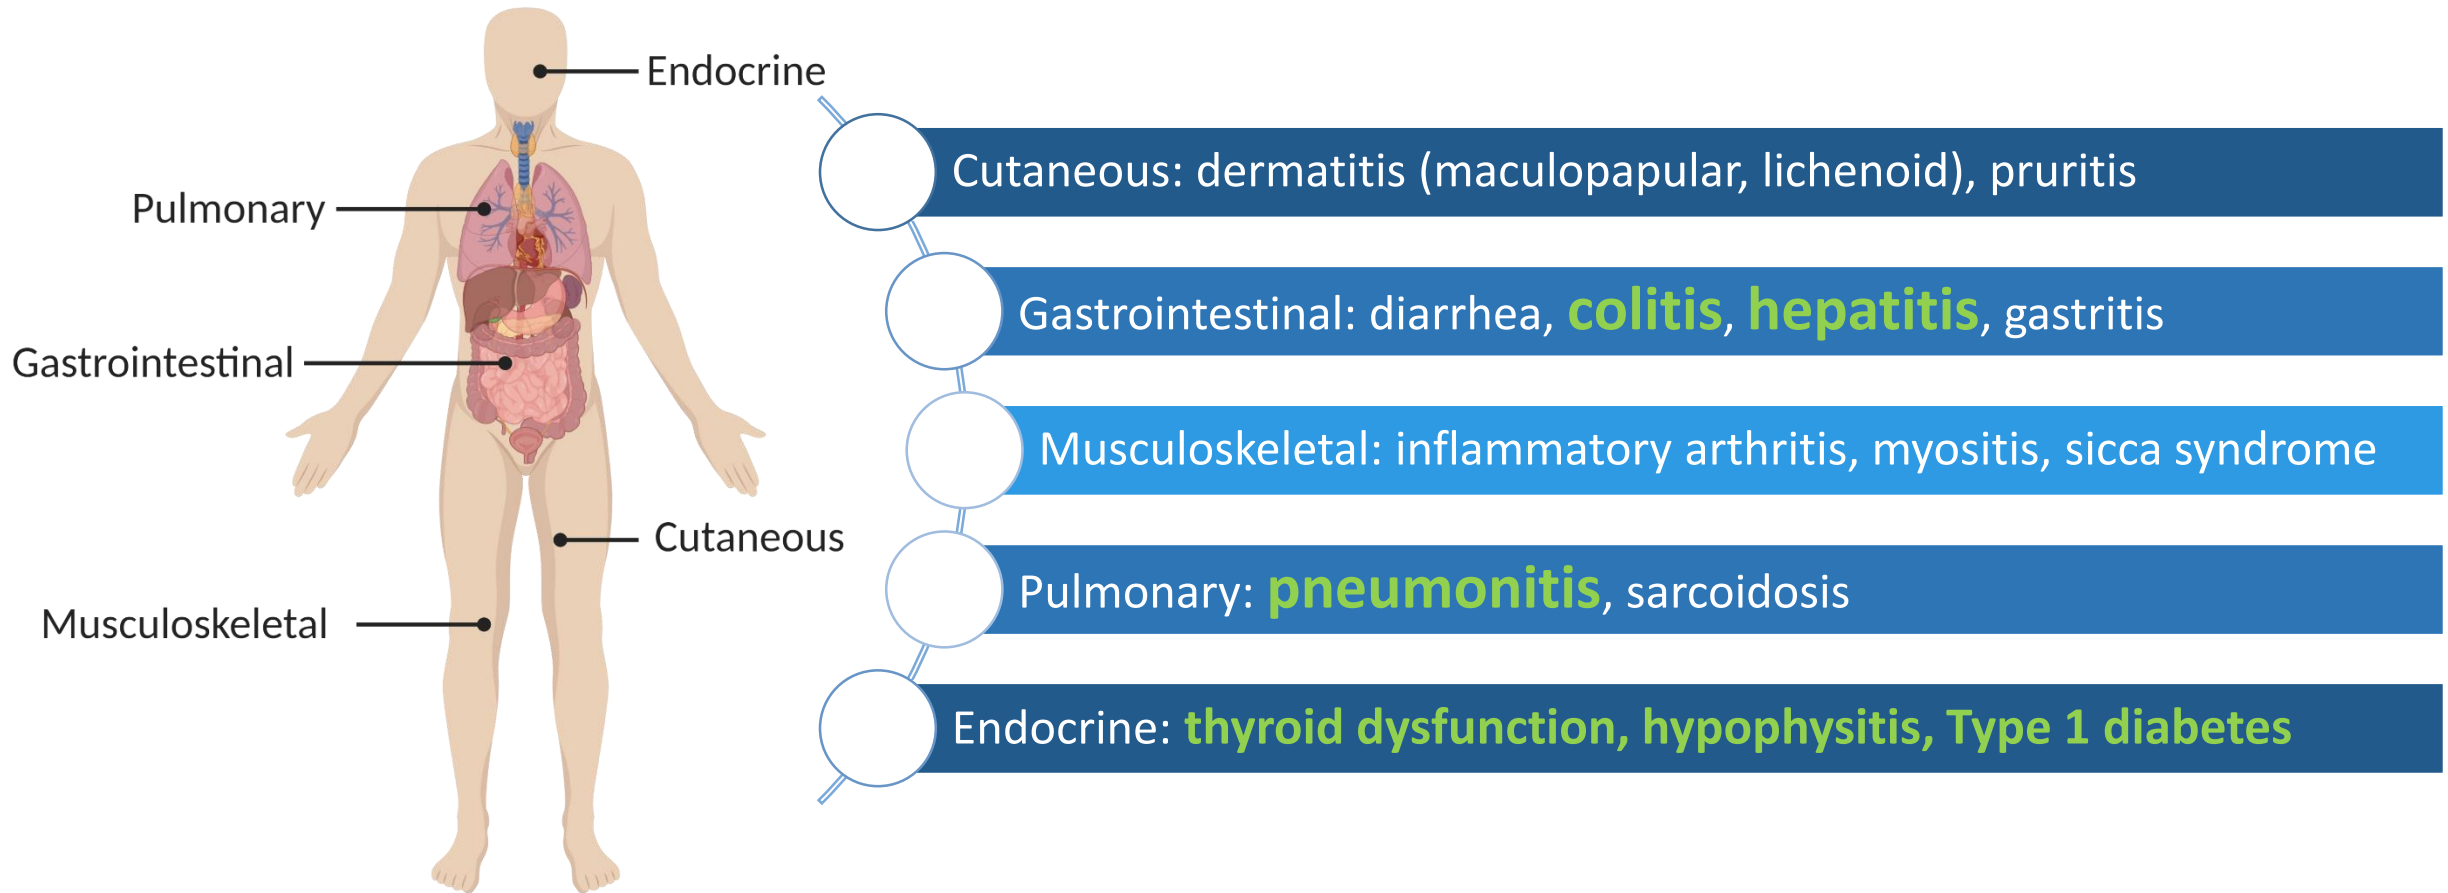 Endocrine
Pulmonary
Gastrointestinal
Cutaneous
Musculoskeletal
Cutaneous: dermatitis (maculopapular, lichenoid), pruritis
Gastrointestinal: diarrhea, colitis, hepatitis, gastritis
Musculoskeletal: inflammatory arthritis, myositis, sicca syndrome
Pulmonary: pneumonitis, sarcoidosis
Endocrine: thyroid dysfunction, hypophysitis, Type 1 diabetes